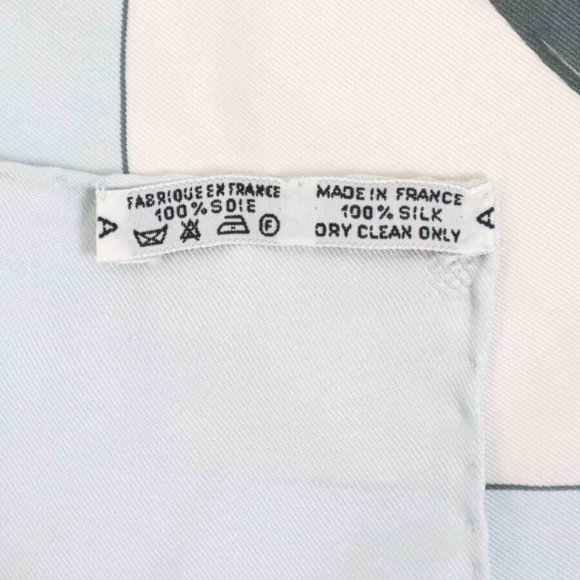 FABRIQUE EN FRANCE
100% SOIE
F
A
MADE IN FRANCE
100% SILK
DRY CLEAN ONLY
A